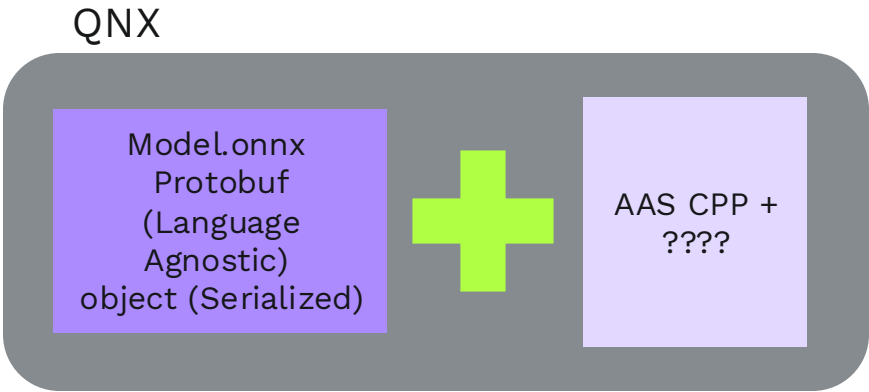 QNX
Model.onnx
Protobuf
(Language
Agnostic)
object (Serialized)
AAS CPP +
????